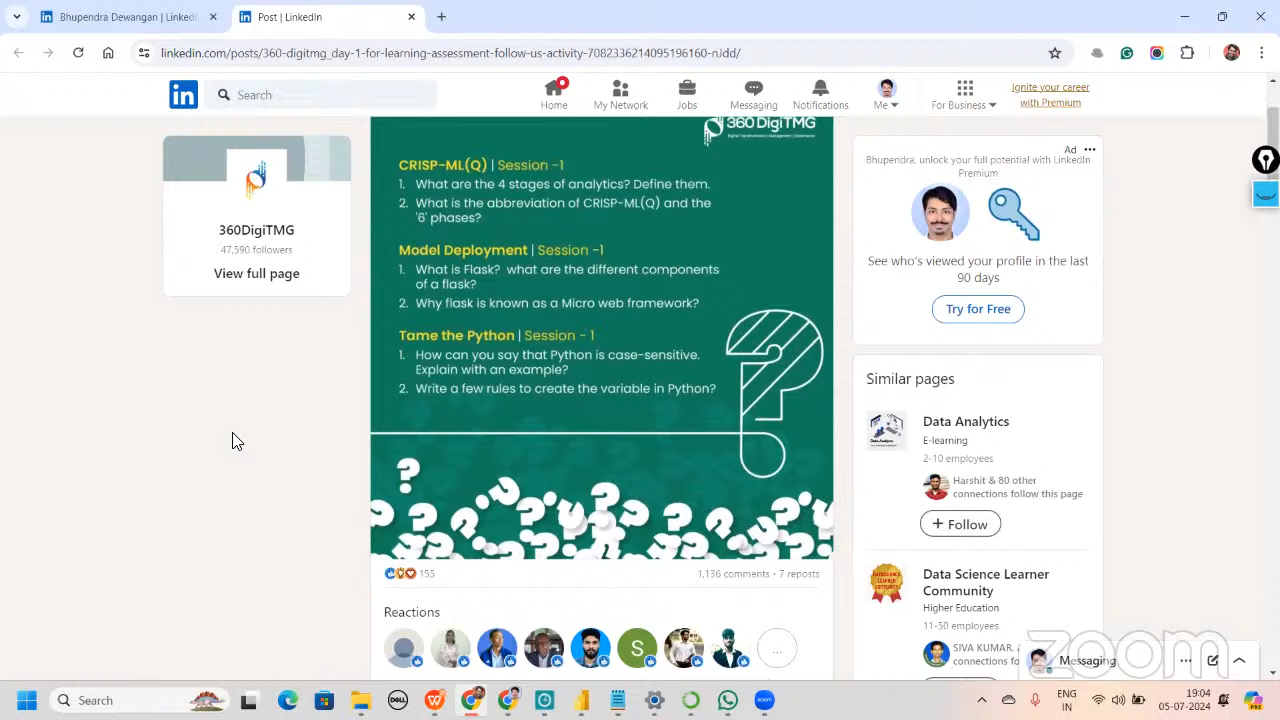 Bhupendra Dewangan | Linked
Post | LinkedIn
linkedin.com/posts/360-digitmg_day-1-for-learning-assessment-follow-us-activity-7082336214095196160-nJdd/
in
Search
Home
My Network
Jobs
Messaging
Notifications
Me
For Business
Ignite your career
with Premium
360DigiTMG
47,590 followers
View full page
360DigiTMG
CRISP-ML(Q) | Session -1
1. What are the 4 stages of analytics? Define them.
2. What is the abbreviation of CRISP-ML(Q) and the
'6' phases?
Model Deployment | Session -1
1. What is Flask? what are the different components
of a flask?
2. Why flask is known as a Micro web framework?
Tame the Python | Session - 1
1. How can you say that Python is case-sensitive.
Explain with an example?
2. Write a few rules to create the variable in Python?
155
1,136 comments • 7 reposts
Reactions
S
...
Ad
Bhupendra, unlock your full potential with LinkedIn
Premium
See who's viewed your profile in the last
90 days
Try for Free
Similar pages
Data Analytics
E-learning
2-10 employees
Harshit & 80 other
connections follow this page
+ Follow
Data Science Learner
Community
Higher Education
11-50 employees
SIVA KUMAR
connections fo
Messaging
zoom
Search
DELL
zoom
ENG
IN
19:04
05-07-2024
PRE